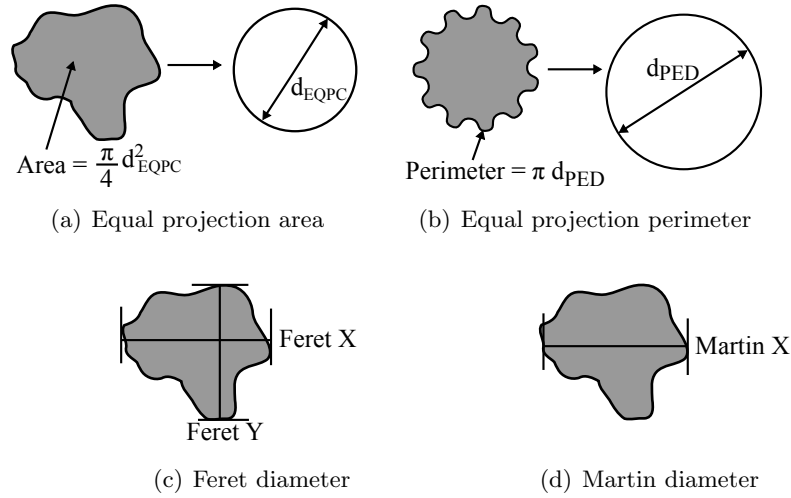 d_EQPC
Area = π/4 d²_EQPC
(a) Equal projection area
d_PED
Perimeter = π d_PED
(b) Equal projection perimeter
Feret X
Feret Y
(c) Feret diameter
Martin X
(d) Martin diameter